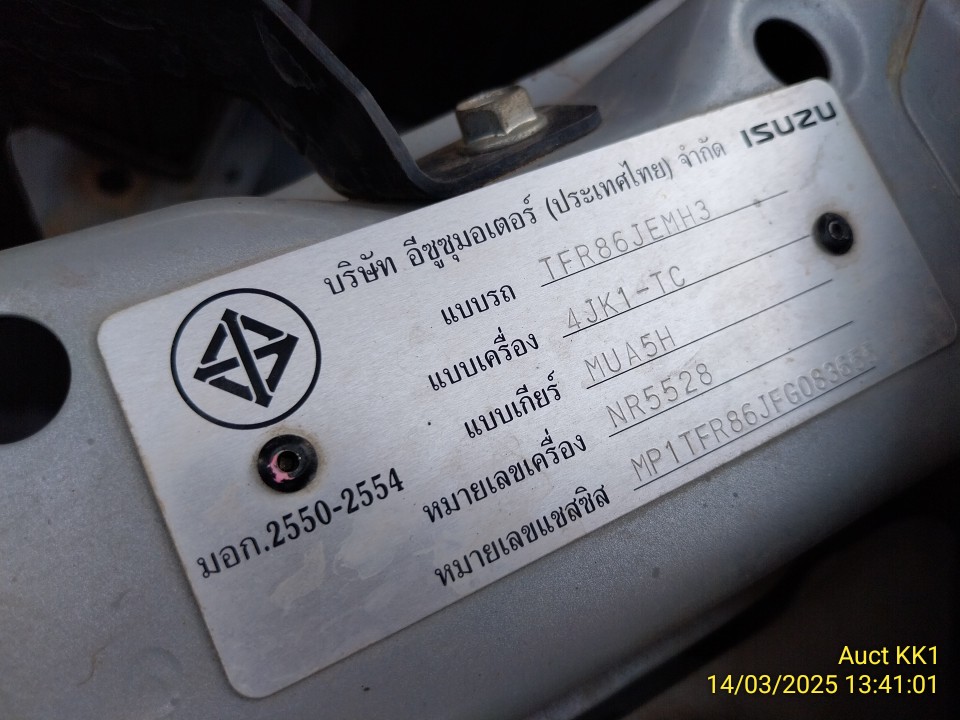 บริษัท อีซูซุมอเตอร์ (ประเทศไทย) จำกัด ISUZU
แบบรถ TFR86JEMH3
แบบเครื่อง 4JK1-TC
แบบเกียร์ MUA5H
หมายเลขเครื่อง NR5528
หมายเลขแชสซิส
มอก.2550-2554
Auct KK1
14/03/2025 13:41:01